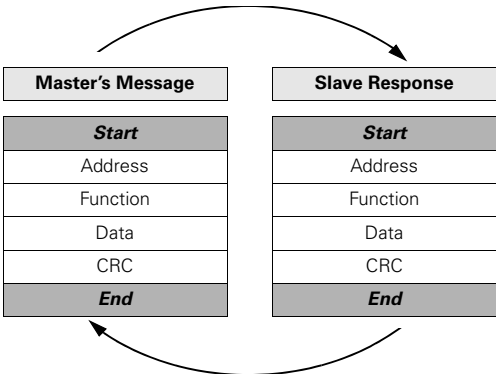 Master's Message
Start
Address
Function
Data
CRC
End
Slave Response
Start
Address
Function
Data
CRC
End